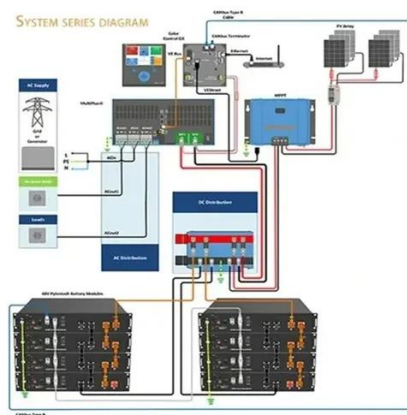 SYSTEM SERIES DIAGRAM
CANbus Type B
Cable
Color
Control GX
CANbus Terminator
PV Array
VE Bus
Ethernet
Internet
AC Supply
MultiPlus-II
VEDirect
MPPT
Grid
or
Generator
L
PE
N
ACin
ACout1
Loads
ACout2
AC Distribution
DC Distribution
48V Pylontech Battery Modules
CANbus Type B